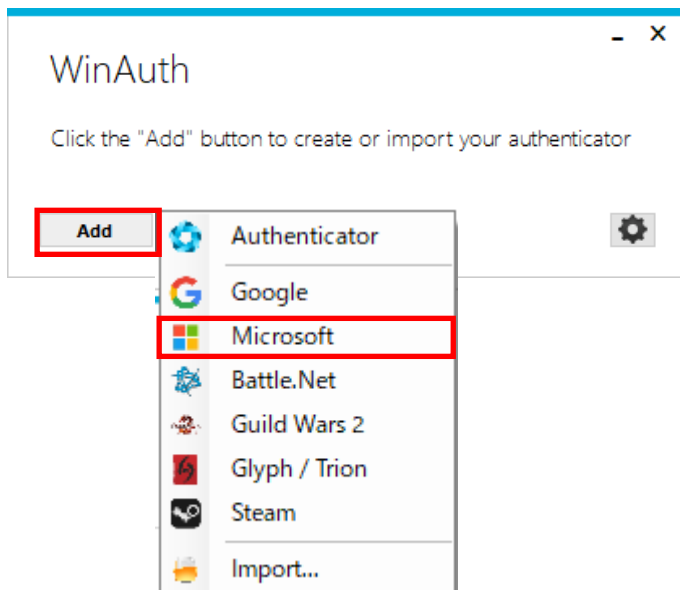 WinAuth
Click the "Add" button to create or import your authenticator
Add
Authenticator
Google
Microsoft
Battle.Net
Guild Wars 2
Glyph / Trion
Steam
Import...